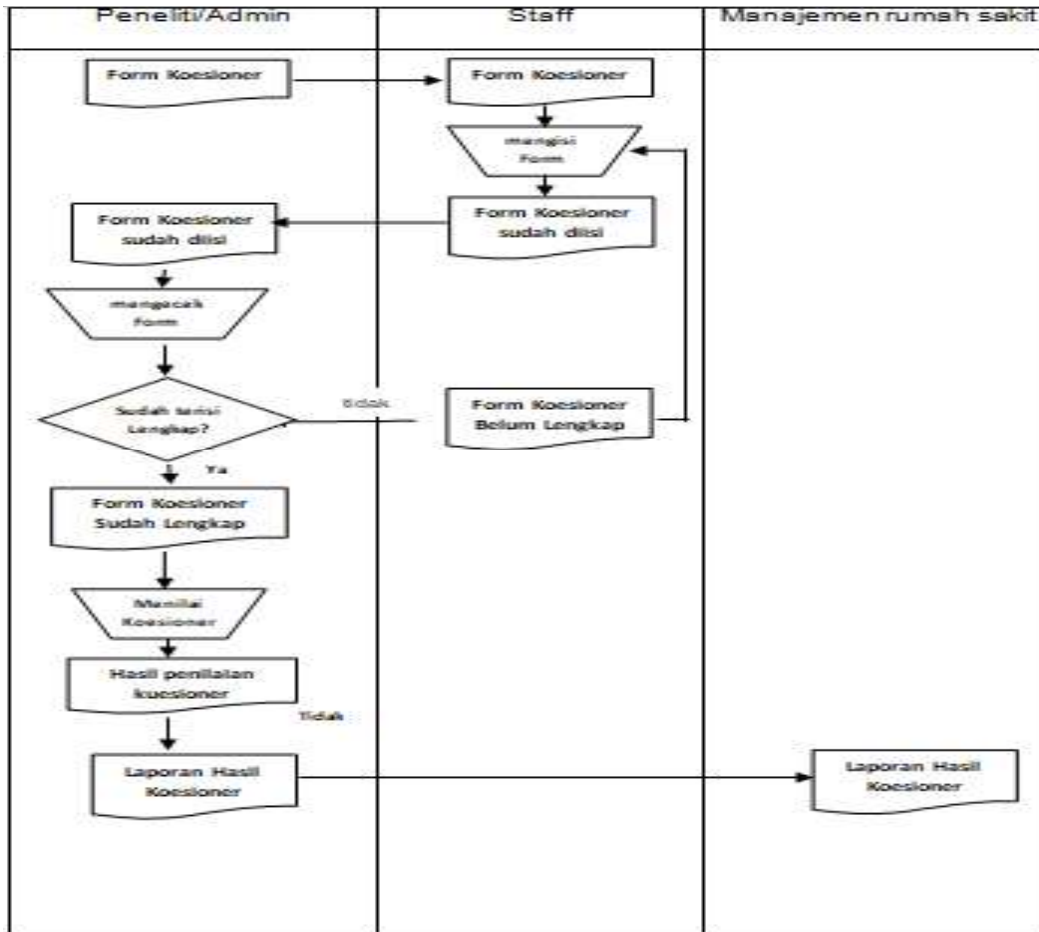 Peneliti/Admin
Staff
Manajemen rumah sakit
Form Koesioner
Form Koesioner
mengisi
Form
Form Koesioner
sudah diisi
Form Koesioner
sudah diisi
mengecek
Form
Sudah terisi
Lengkap?
tidak
Form Koesioner
Belum Lengkap
Ya
Form Koesioner
Sudah Lengkap
Menilai
Koesioner
Hasil penilaian
kuesioner
Tidak
Laporan Hasil
Koesioner
Laporan Hasil
Koesioner